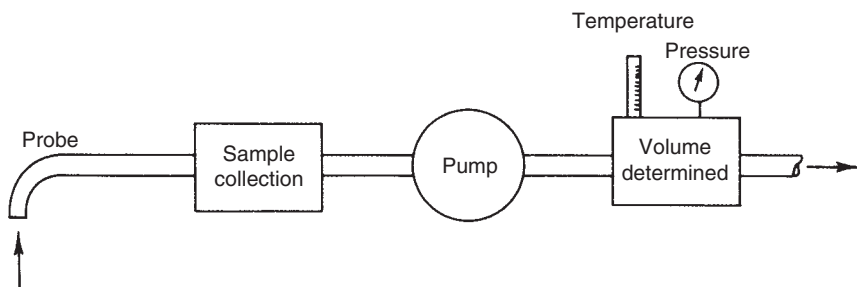 Temperature
Pressure
Probe
Sample
collection
Pump
Volume
determined